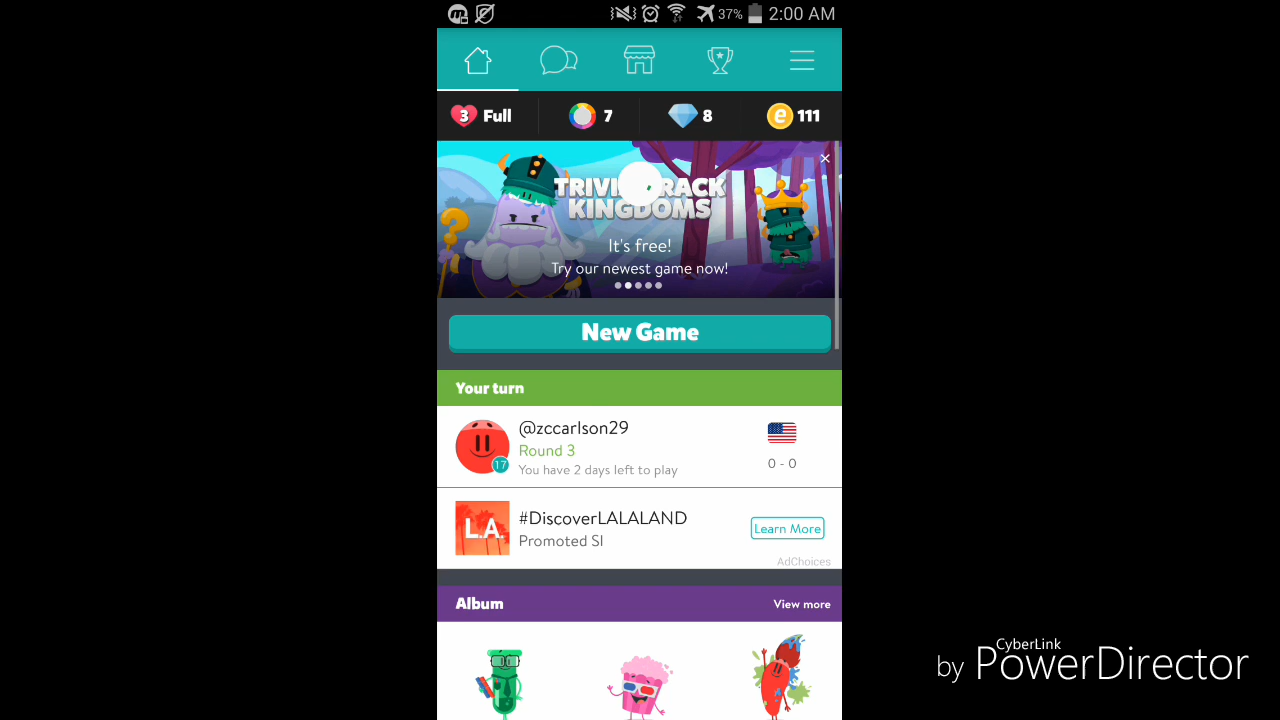 37% 2:00 AM
3 Full 7 8 e 111
TRIVIA CRACK
KINGDOMS
It's free!
Try our newest game now!
New Game
Your turn
@zccarlson29
Round 3
17
You have 2 days left to play
0 - 0
L.A.
#DiscoverLALALAND
Promoted SI
Learn More
AdChoices
Album View more
CyberLink
by PowerDirector